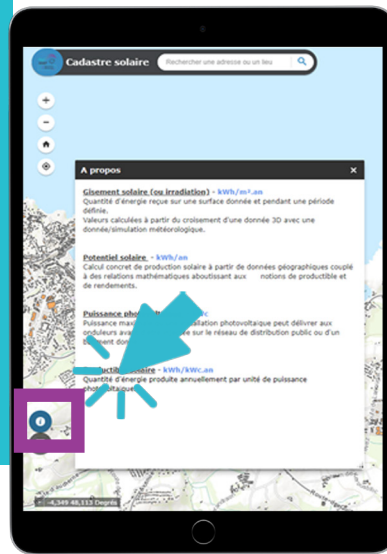 Cadastre solaire
Rechercher une adresse ou un lieu
A propos
Gisement solaire (ou irradiation) - kWh/m².an
Quantité d'énergie reçue sur une surface donnée et pendant une période
définie.
Valeurs calculées à partir du croisement d'une donnée 3D avec une
donnée/simulation météorologique.
Potentiel solaire - kWh/an
Calcul concret de production solaire à partir de données géographiques couplé
à des relations mathématiques aboutissant aux notions de productible et
de rendements.
Puissance
Puissance photovoltaïque peut délivrer aux
onduleurs sur le réseau de distribution public ou d'un
- kWh/kWc.an
Quantité d'énergie produite annuellement par unité de puissance
-4,349 48,113 Degrés